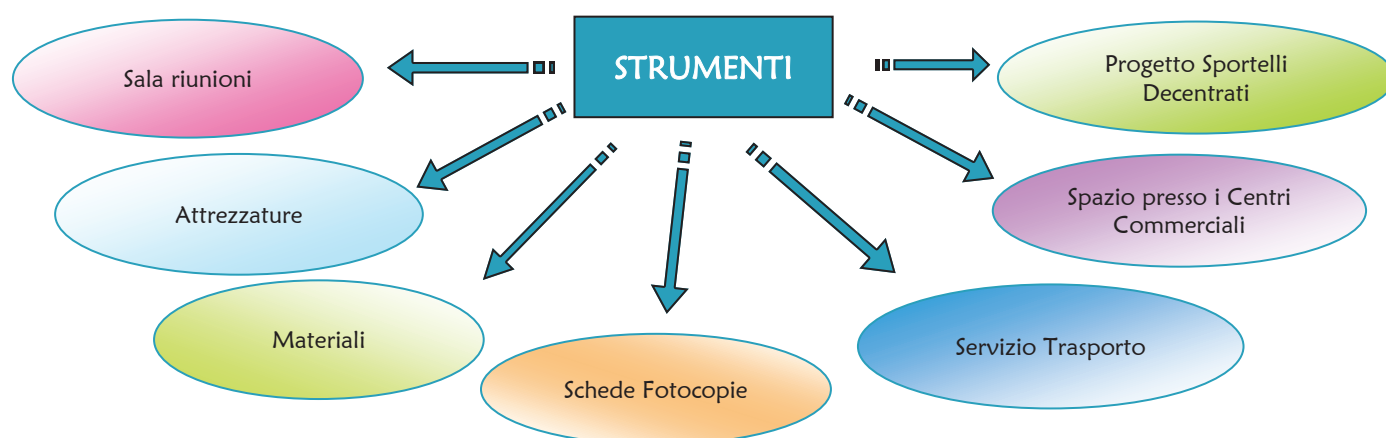 STRUMENTI
Sala riunioni
Attrezzature
Materiali
Schede Fotocopie
Servizio Trasporto
Spazio presso i Centri
Commerciali
Progetto Sportelli
Decentrati